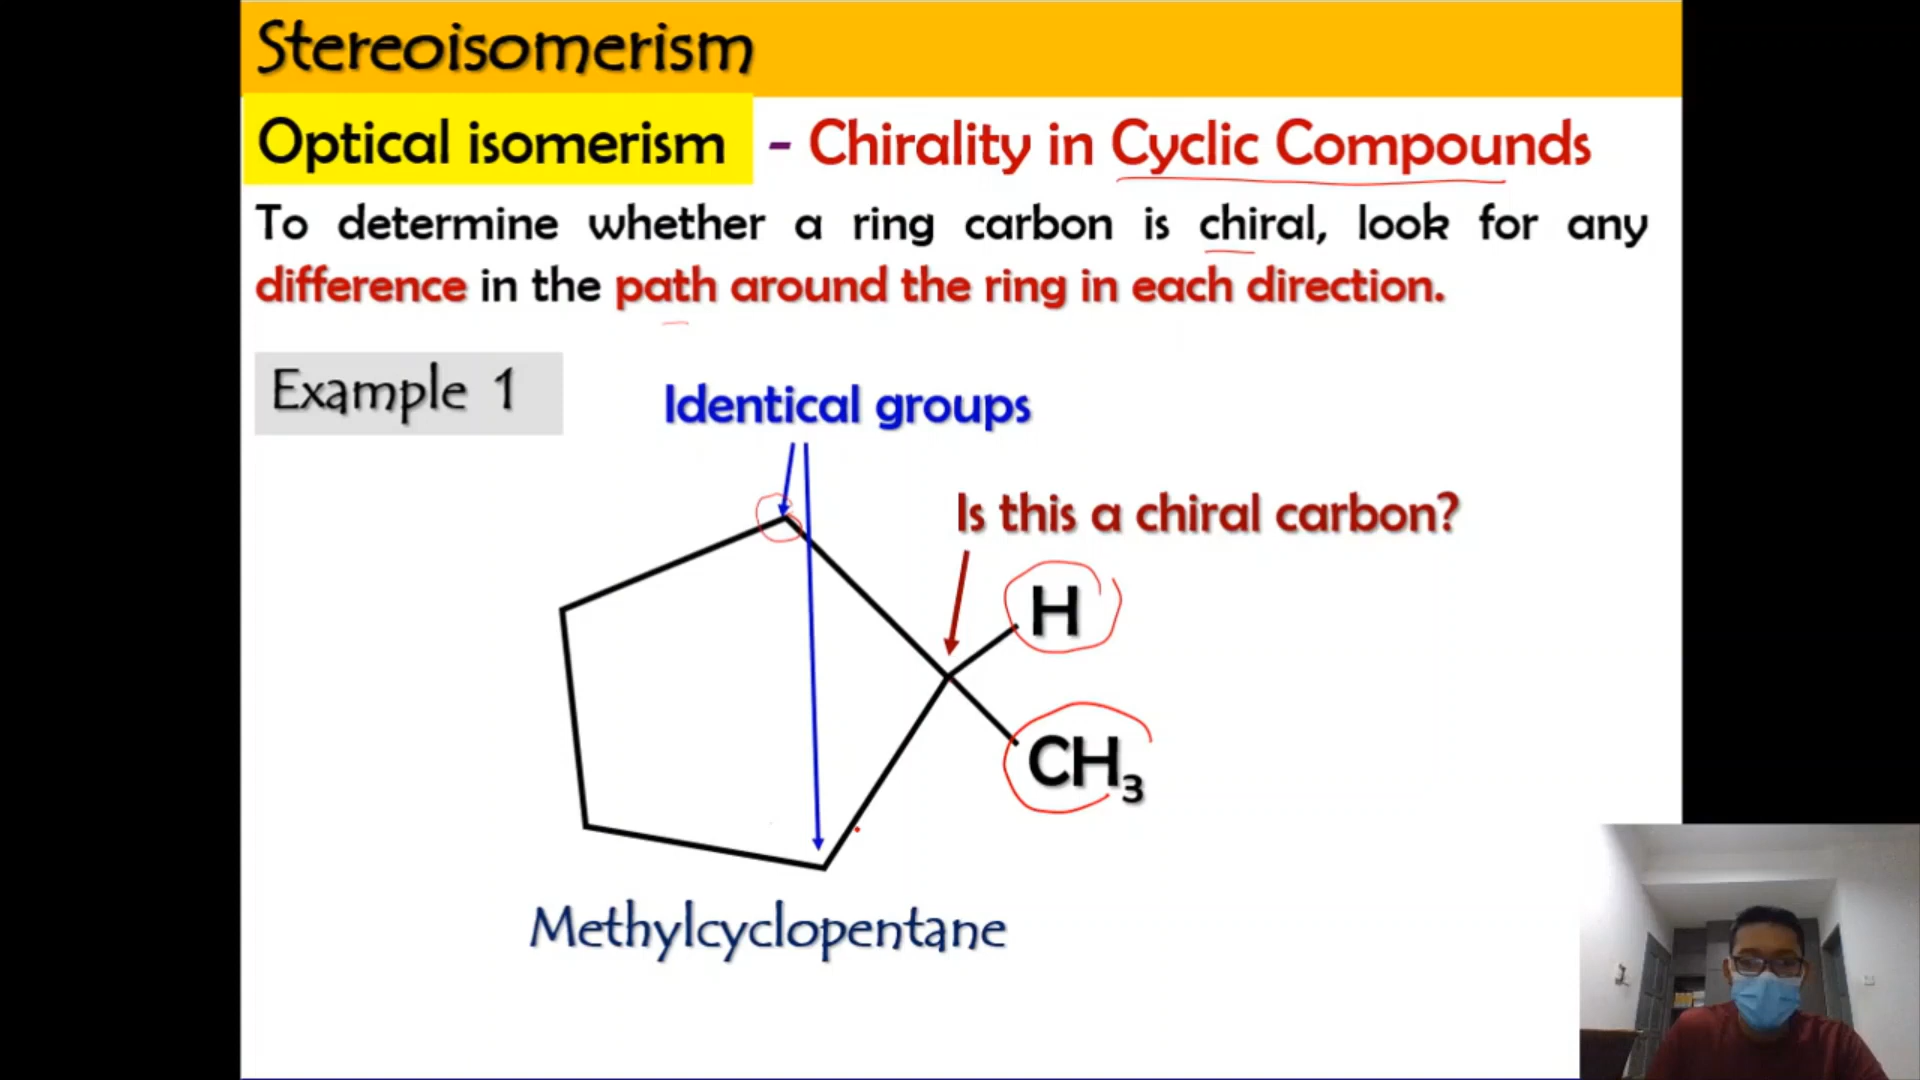 Stereoisomerism
Optical isomerism - Chirality in Cyclic Compounds
To determine whether a ring carbon is chiral, look for any
difference in the path around the ring in each direction.
Example 1
Identical groups
Is this a chiral carbon?
H
CH₃
Methylcyclopentane